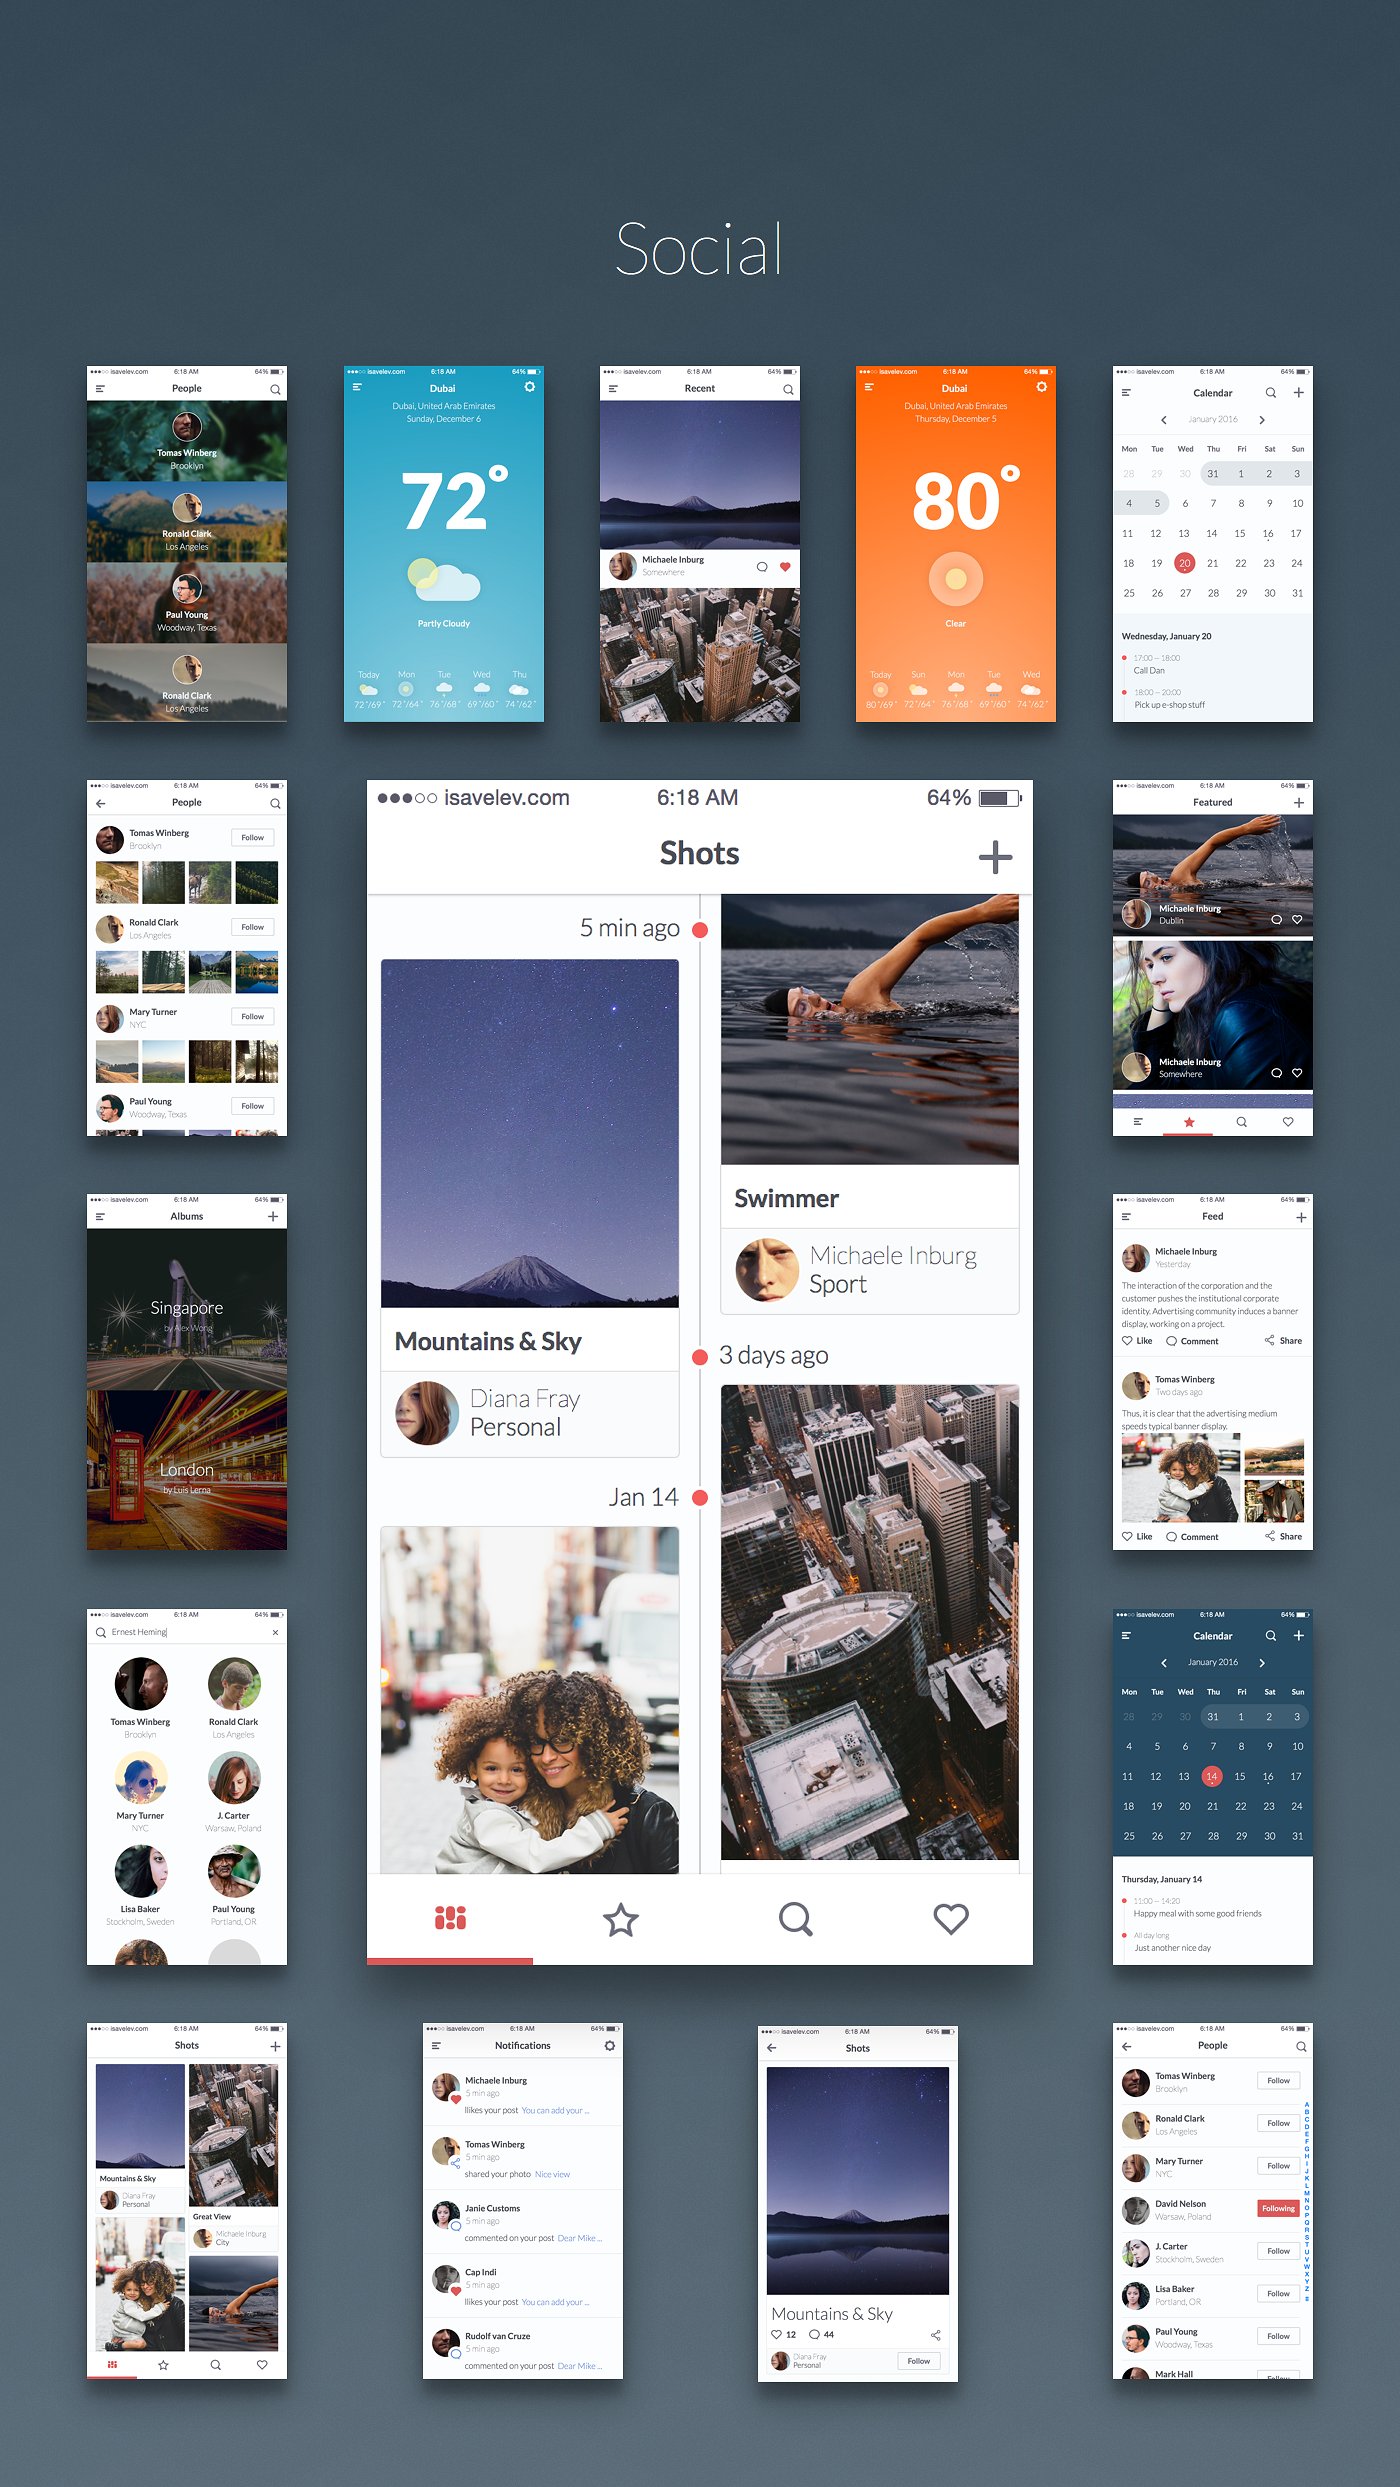 Social
●●●○○ isavelev.com 6:18 AM 64%
People
Tomas Winberg
Brooklyn
Ronald Clark
Los Angeles
Paul Young
Woodway, Texas
Ronald Clark
Los Angeles
●●●○○ isavelev.com 6:18 AM 64%
Dubai
Dubai, United Arab Emirates
Sunday, December 6
72°
Partly Cloudy
Today Mon Tue Wed Thu
72°/69° 72°/64° 76°/68° 69°/60° 74°/62°
●●●○○ isavelev.com 6:18 AM 64%
Recent
Michaele Inburg
Somewhere
●●●○○ isavelev.com 6:18 AM 64%
Dubai
Dubai, United Arab Emirates
Thursday, December 5
80°
Clear
Today Sun Mon Tue Wed
80°/69° 72°/64° 76°/68° 69°/60° 74°/62°
●●●○○ isavelev.com 6:18 AM 64%
Calendar
January 2016
Mon Tue Wed Thu Fri Sat Sun
28 29 30 31 1 2 3
4 5 6 7 8 9 10
11 12 13 14 15 16 17
18 19 20 21 22 23 24
25 26 27 28 29 30 31
Wednesday, January 20
17:00 – 18:00
Call Dan
18:00 – 20:00
Pick up e-shop stuff
●●●○○ isavelev.com 6:18 AM 64%
People
Tomas Winberg
Brooklyn
Follow
Ronald Clark
Los Angeles
Follow
Mary Turner
NYC
Follow
Paul Young
Woodway, Texas
Follow
●●●○○ isavelev.com 6:18 AM 64%
Shots
5 min ago
Mountains & Sky
Diana Fray
Personal
Jan 14
Swimmer
Michaele Inburg
Sport
3 days ago
●●●○○ isavelev.com 6:18 AM 64%
Featured
Michaele Inburg
Dublin
Michaele Inburg
Somewhere
●●●○○ isavelev.com 6:18 AM 64%
Albums
Singapore
by Alex Wong
87
London
by Luis Lerna
●●●○○ isavelev.com 6:18 AM 64%
Feed
Michaele Inburg
Yesterday
The interaction of the corporation and the
customer pushes the institutional corporate
identity. Advertising community induces a banner
display, working on a project.
Like Comment Share
Tomas Winberg
Two days ago
Thus, it is clear that the advertising medium
speeds typical banner display.
Like Comment Share
●●●○○ isavelev.com 6:18 AM 64%
Ernest Heming
Tomas Winberg
Brooklyn
Ronald Clark
Los Angeles
Mary Turner
NYC
J. Carter
Warsaw, Poland
Lisa Baker
Stockholm, Sweden
Paul Young
Portland, OR
●●●○○ isavelev.com 6:18 AM 64%
Calendar
January 2016
Mon Tue Wed Thu Fri Sat Sun
28 29 30 31 1 2 3
4 5 6 7 8 9 10
11 12 13 14 15 16 17
18 19 20 21 22 23 24
25 26 27 28 29 30 31
Thursday, January 14
11:00 – 14:20
Happy meal with some good friends
All day long
Just another nice day
●●●○○ isavelev.com 6:18 AM 64%
Shots
Mountains & Sky
Diana Fray
Personal
Great View
Michaele Inburg
City
●●●○○ isavelev.com 6:18 AM 64%
Notifications
Michaele Inburg
5 min ago
llikes your post You can add your ...
Tomas Winberg
5 min ago
shared your photo Nice view
Janie Customs
5 min ago
commented on your post Dear Mike ...
Cap Indi
5 min ago
llikes your post You can add your ...
Rudolf van Cruze
5 min ago
commented on your post Dear Mike ...
●●●○○ isavelev.com 6:18 AM 64%
Shots
Mountains & Sky
12 44
Diana Fray
Personal
Follow
●●●○○ isavelev.com 6:18 AM 64%
People
Tomas Winberg
Brooklyn
Follow
Ronald Clark
Los Angeles
Follow
Mary Turner
NYC
Follow
David Nelson
Warsaw, Poland
Following
J. Carter
Stockholm, Sweden
Follow
Lisa Baker
Portland, OR
Follow
Paul Young
Woodway, Texas
Follow
Mark Hall
Follow
A
B
C
D
E
F
G
H
I
J
K
L
M
N
O
P
Q
R
S
T
U
V
W
X
Y
Z
#